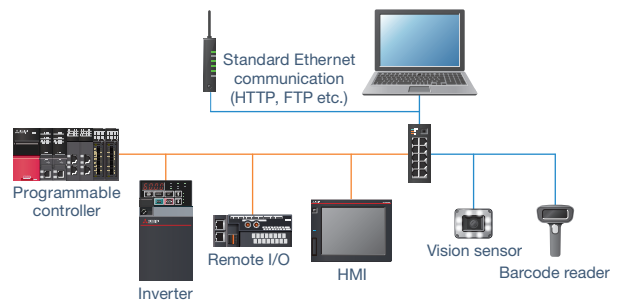 Standard Ethernet
communication
(HTTP, FTP etc.)
Programmable
controller
Inverter
Remote I/O
HMI
Vision sensor
Barcode reader